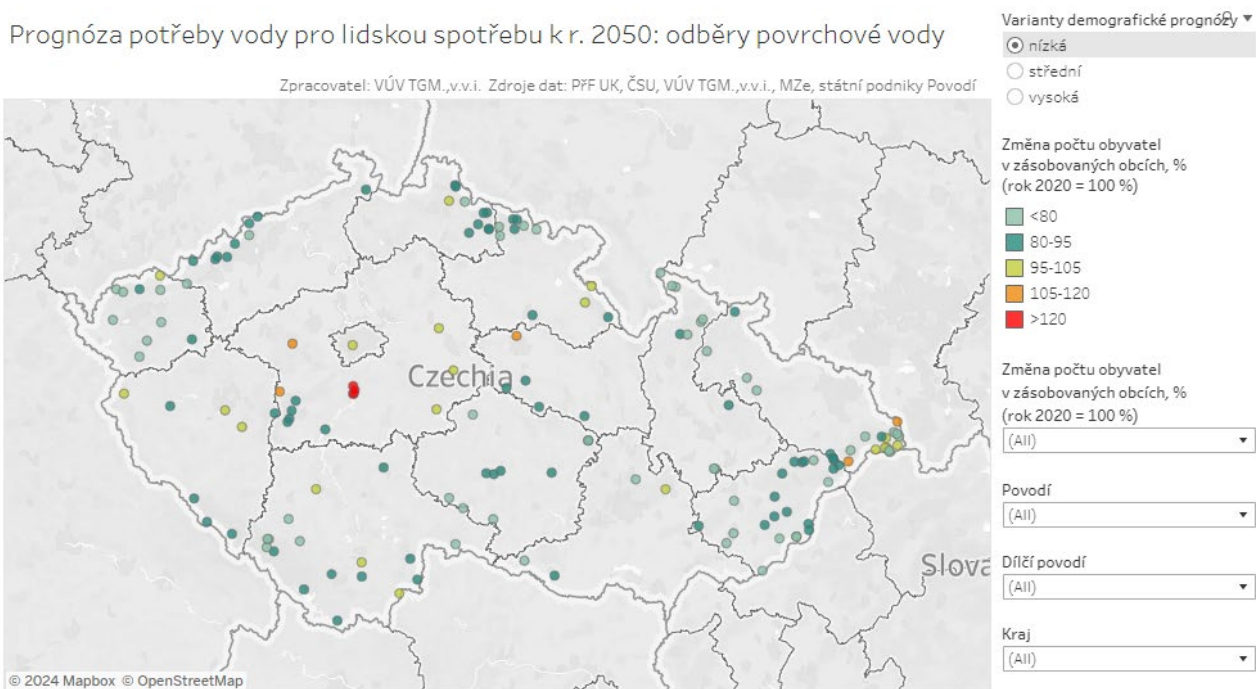 Prognóza potřeby vody pro lidskou spotřebu k r. 2050: odběry povrchové vody
Zpracovatel: VÚV TGM.,v.v.i. Zdroje dat: PřF UK, ČSU, VÚV TGM.,v.v.i., MZe, státní podniky Povodí
Czechia
Slova
© 2024 Mapbox © OpenStreetMap
Varianty demografické prognózy
nízká
střední
vysoká
Změna počtu obyvatel
v zásobovaných obcích, %
(rok 2020 = 100 %)
<80
80-95
95-105
105-120
>120
Změna počtu obyvatel
v zásobovaných obcích, %
(rok 2020 = 100 %)
(All)
Povodí
(All)
Dílčí povodí
(All)
Kraj
(All)